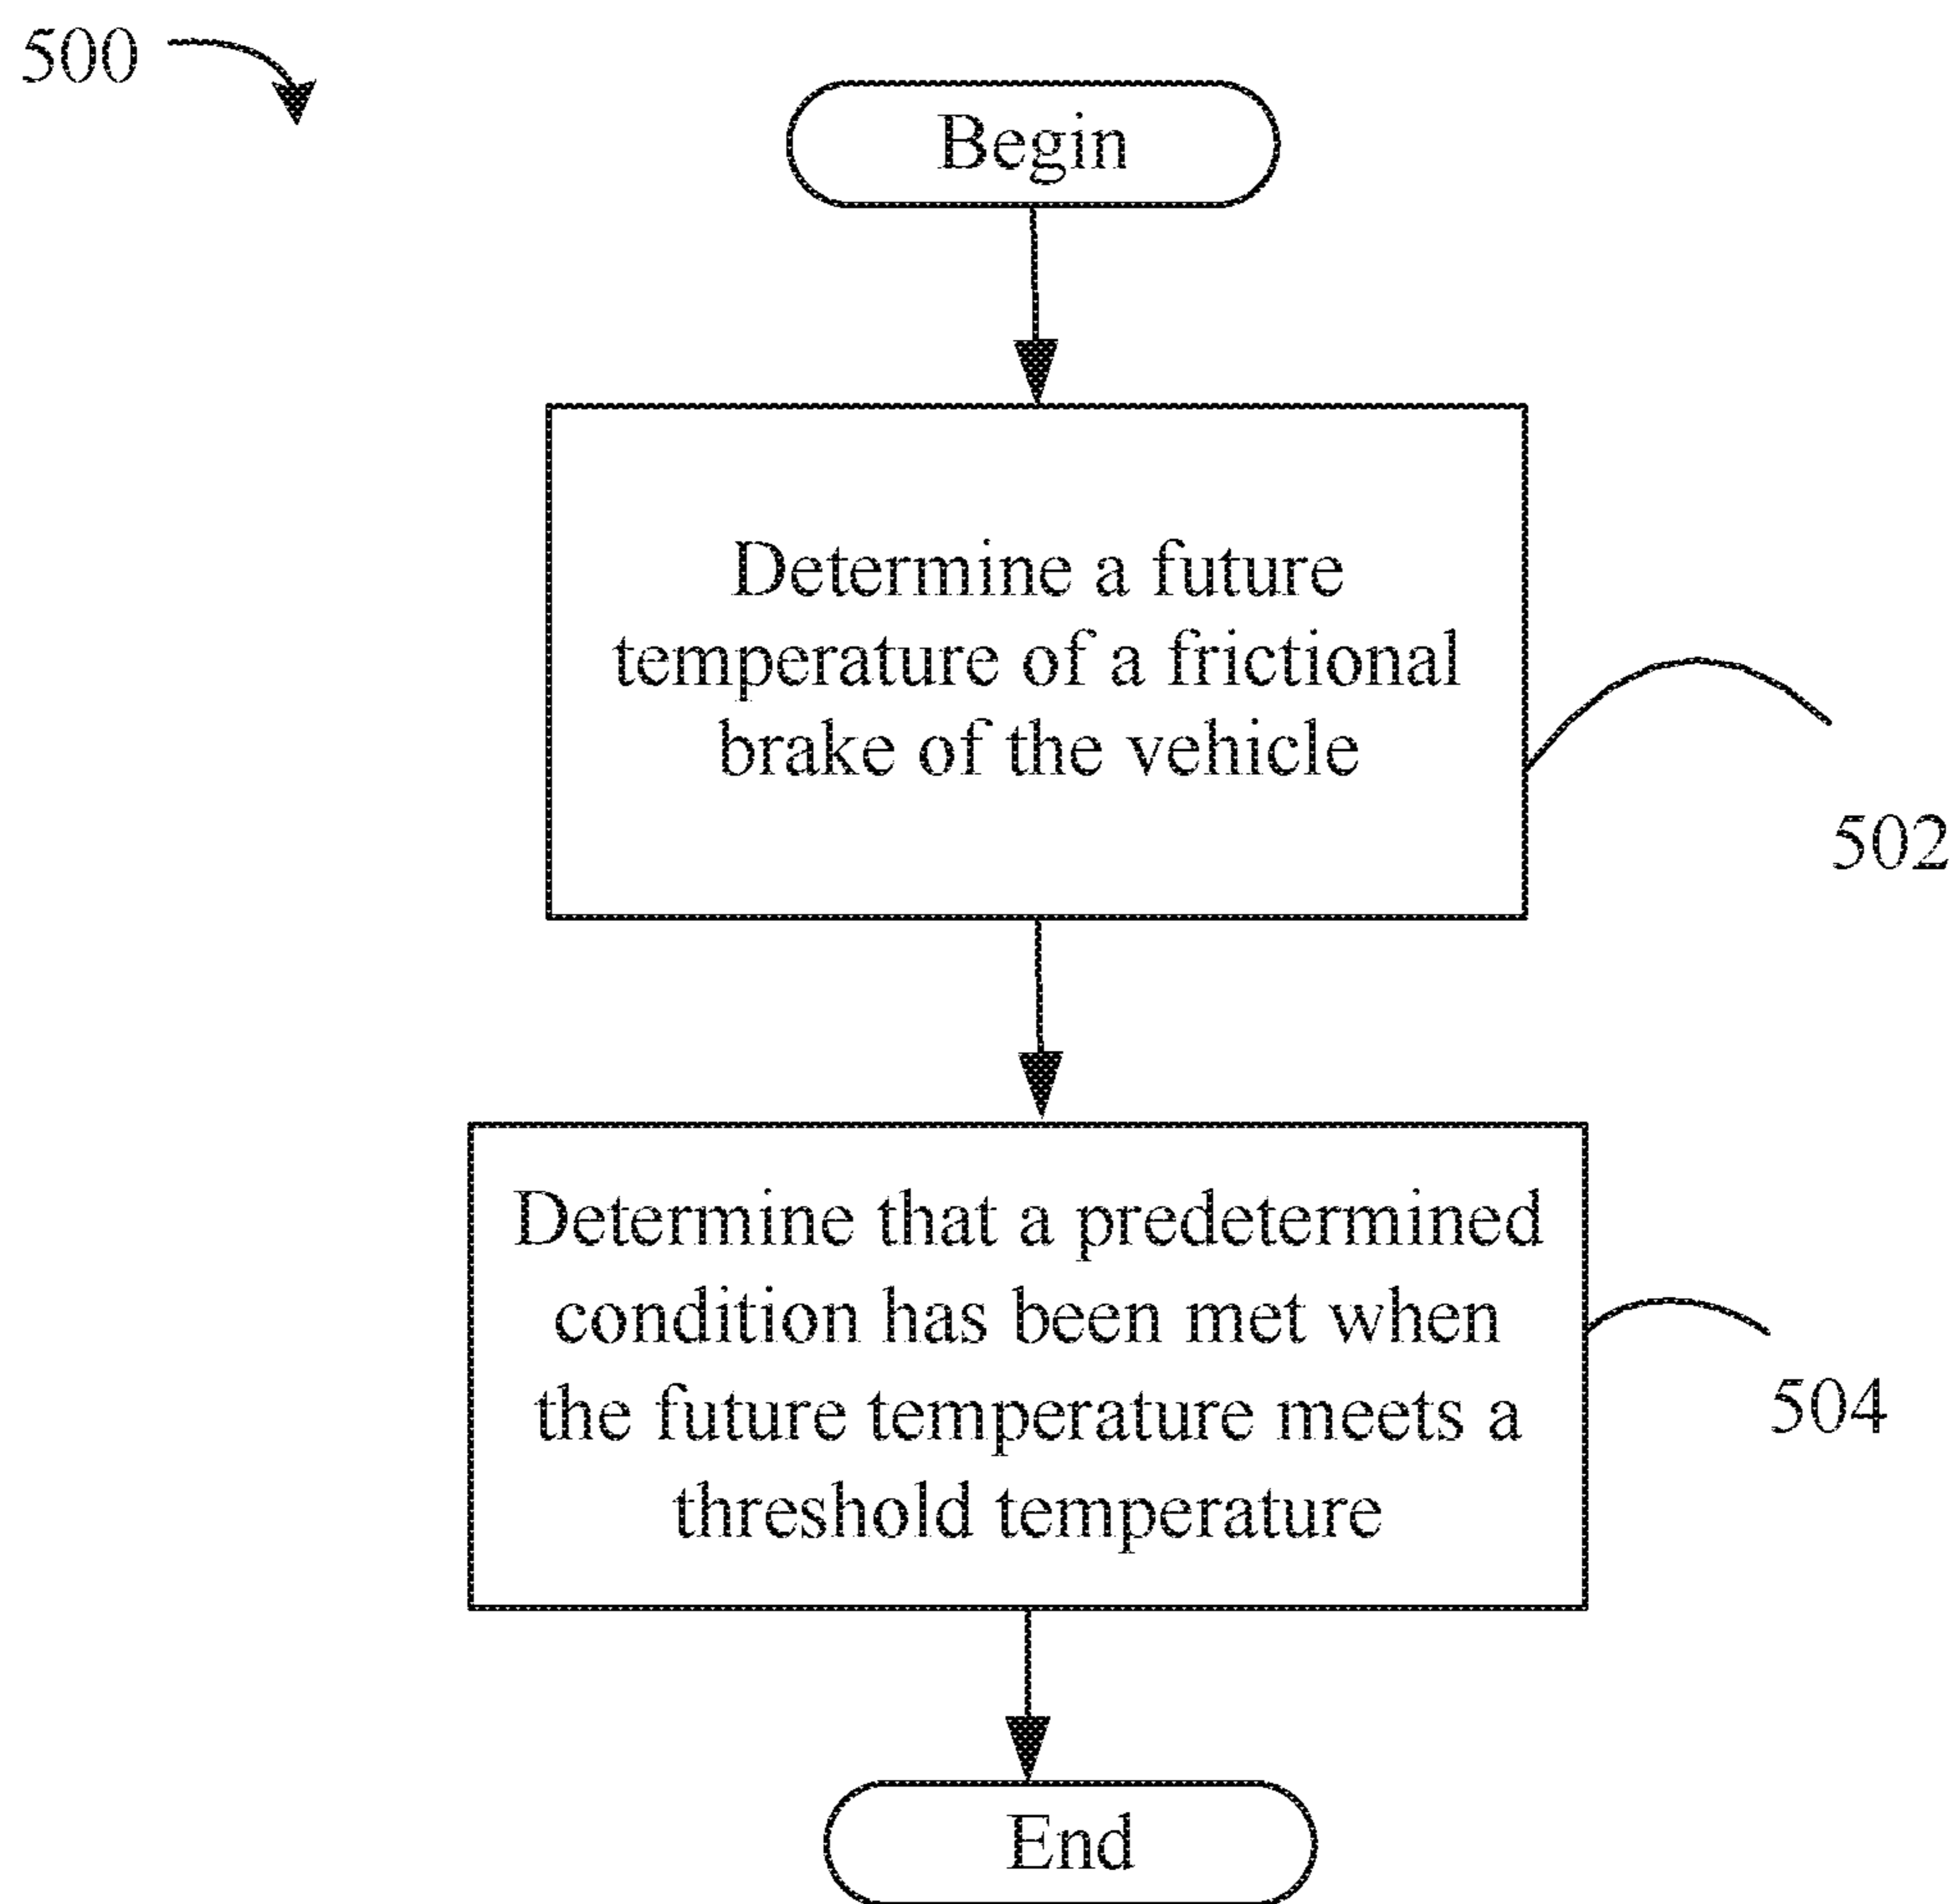 500
Begin
Determine a future
temperature of a frictional
brake of the vehicle
502
Determine that a predetermined
condition has been met when
the future temperature meets a
threshold temperature
504
End